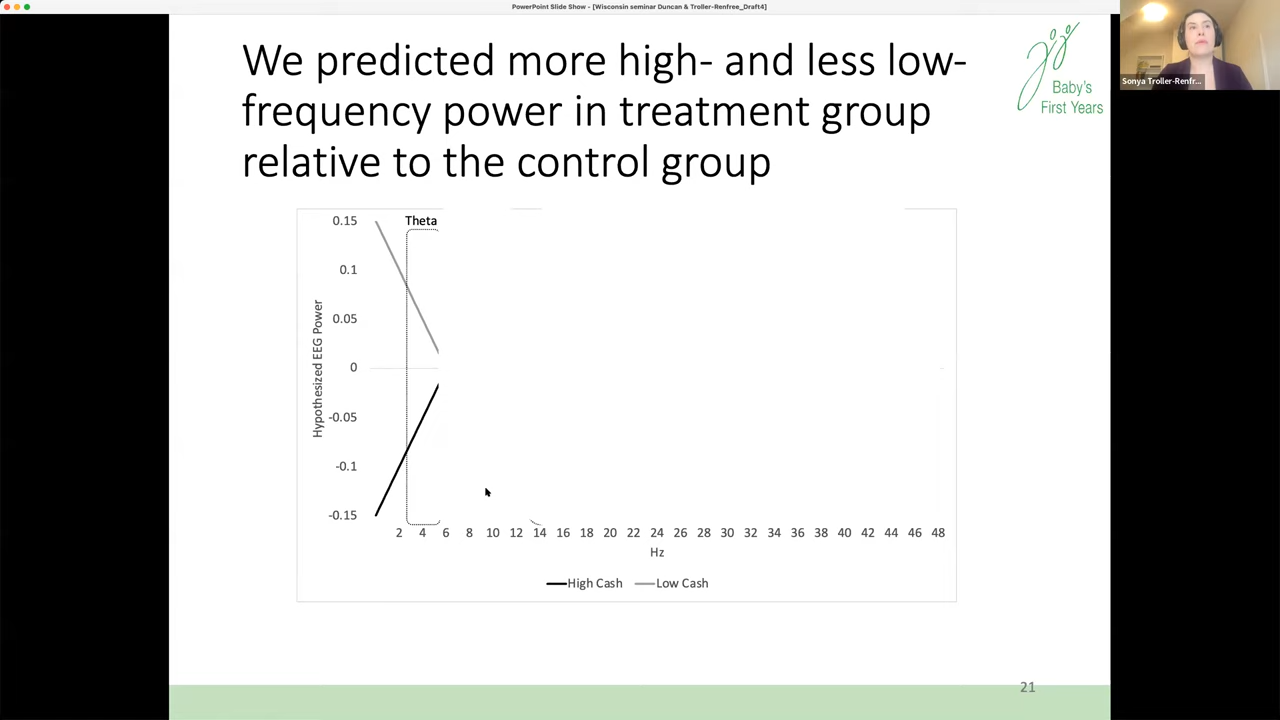 PowerPoint Slide Show - [Wisconsin seminar Duncan & Troller-Renfree_Draft4]
We predicted more high- and less low-
frequency power in treatment group
relative to the control group
Baby's
First Years
Sonya Troller-Renfr...
Theta
0.15
0.1
0.05
0
-0.05
-0.1
-0.15
Hypothesized EEG Power
2 4 6 8 10 12 14 16 18 20 22 24 26 28 30 32 34 36 38 40 42 44 46 48
Hz
High Cash Low Cash
21